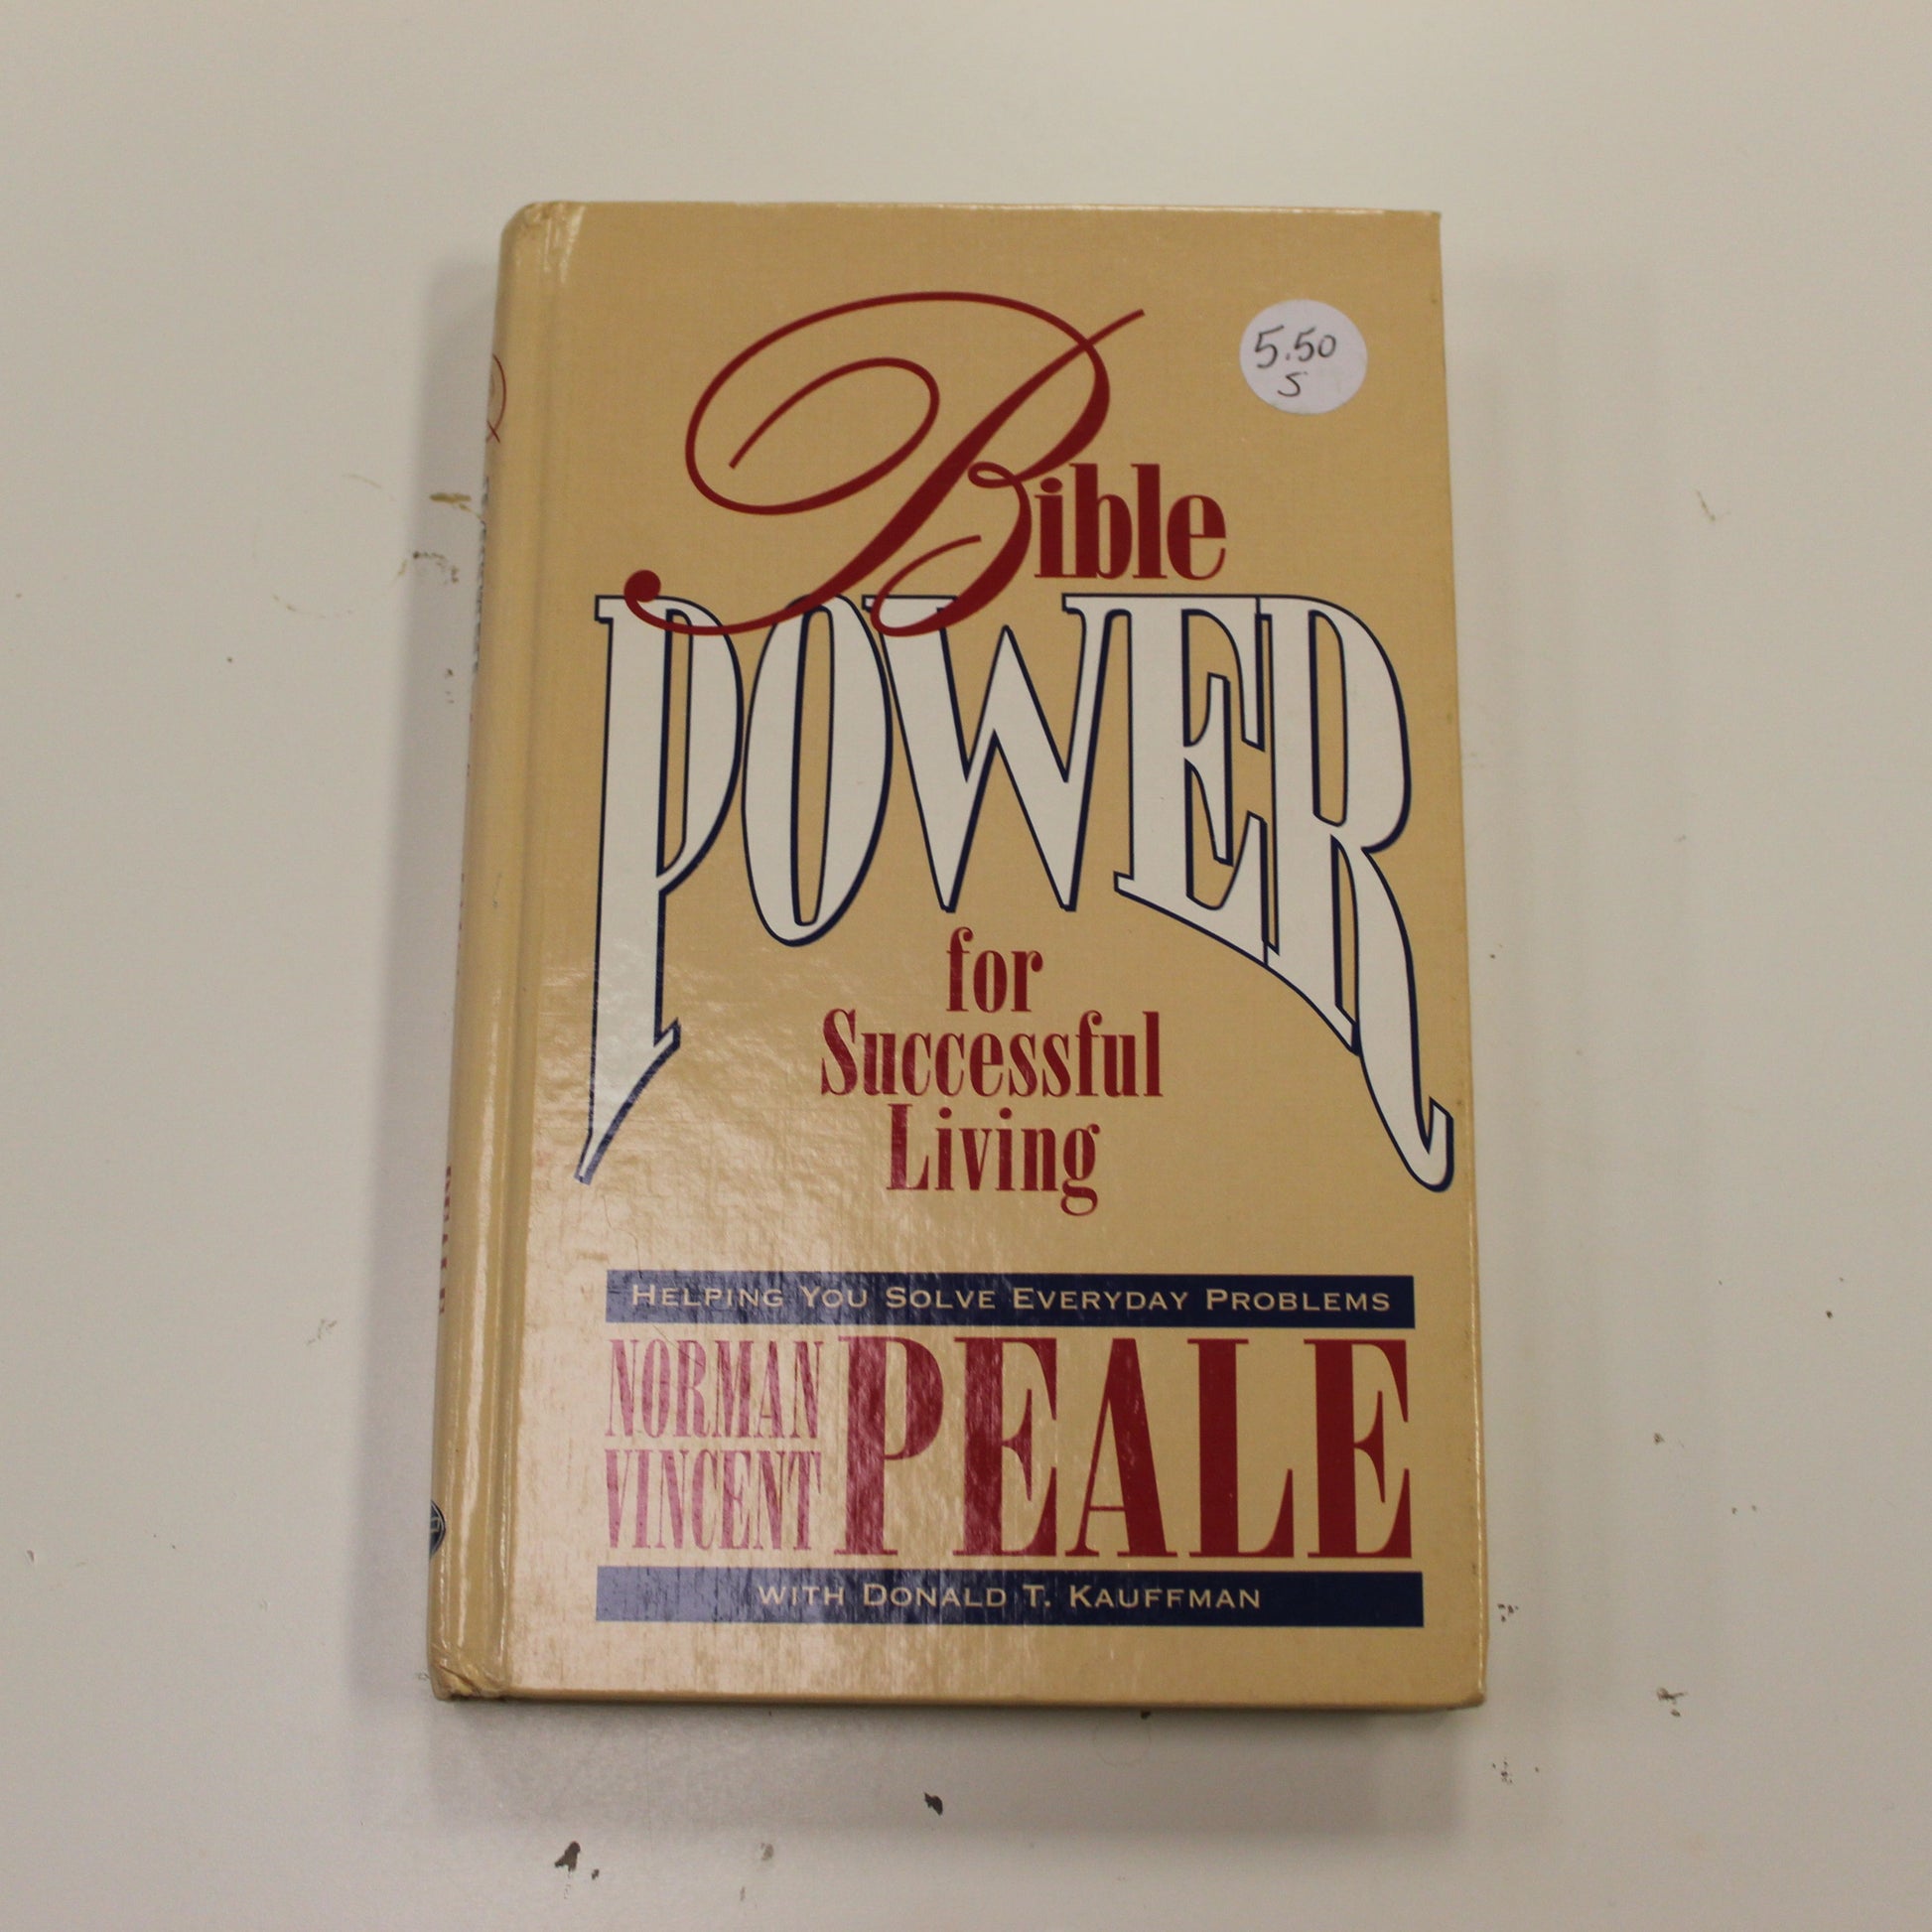 5.50
S
Bible
POWER
for
Successful
Living
HELPING YOU SOLVE EVERYDAY PROBLEMS
NORMAN
VINCENT
PEALE
WITH DONALD T. KAUFFMAN